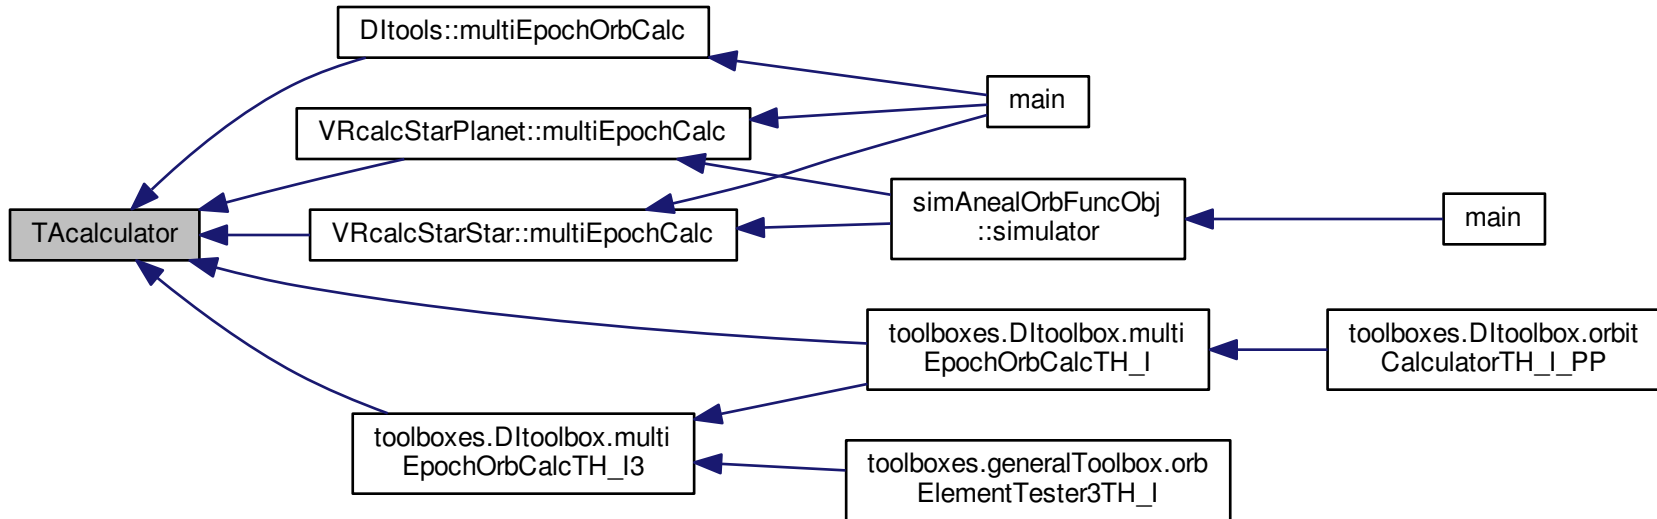 DItools::multiEpochOrbCalc
main
VRcalcStarPlanet::multiEpochCalc
simAnealOrbFuncObj
::simulator
main
TAcalculator
VRcalcStarStar::multiEpochCalc
toolboxes.DItoolbox.multi
EpochOrbCalcTH_I
toolboxes.DItoolbox.orbit
CalculatorTH_I_PP
toolboxes.DItoolbox.multi
EpochOrbCalcTH_I3
toolboxes.generalToolbox.orb
ElementTester3TH_I